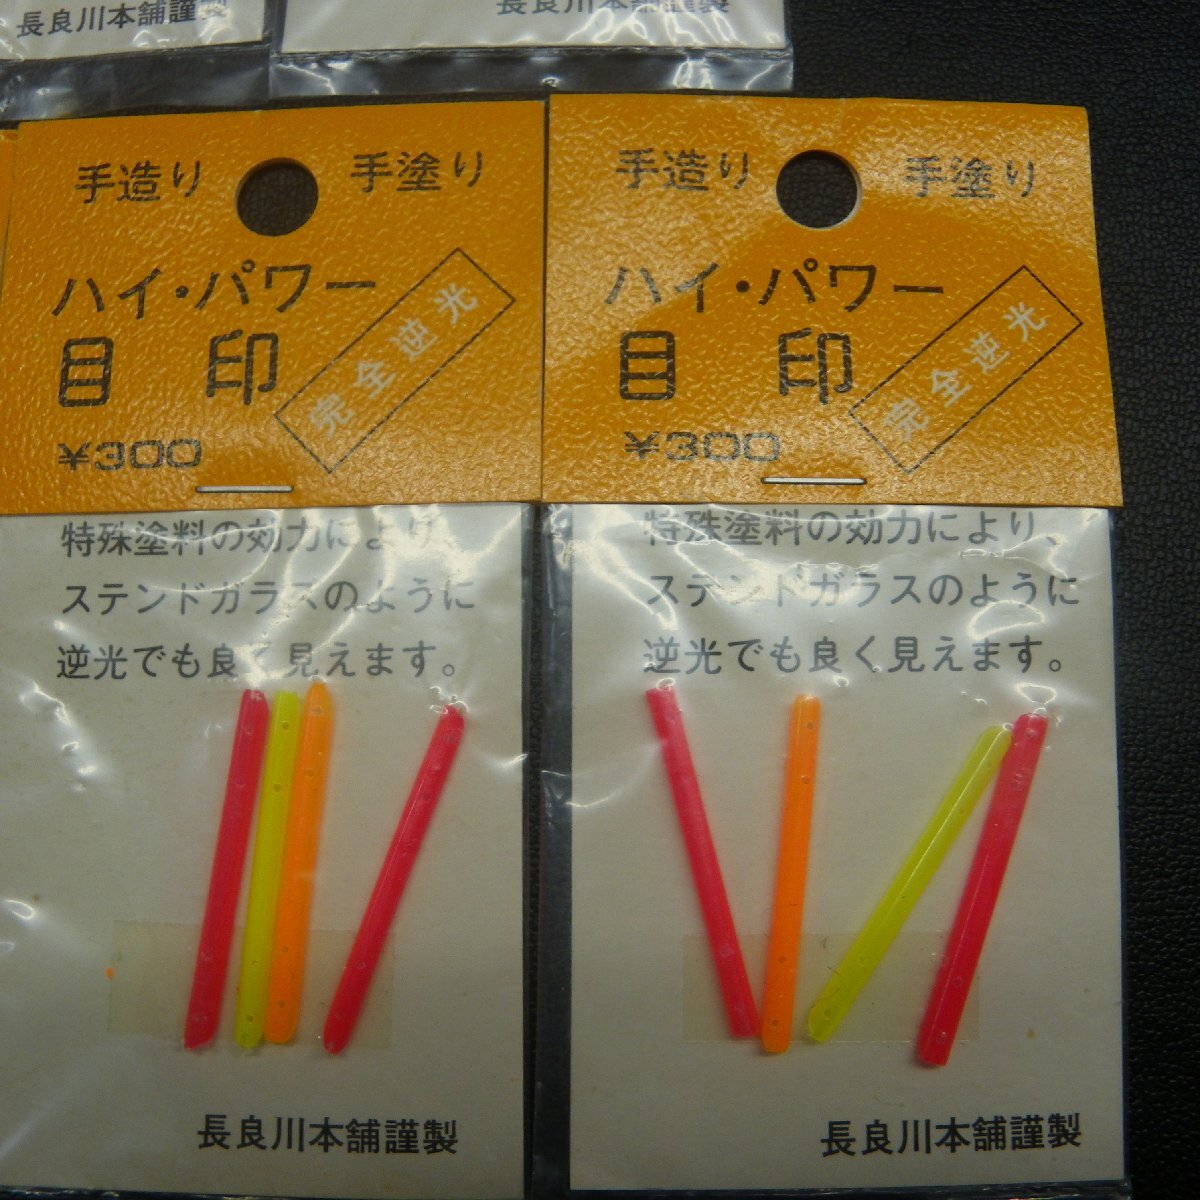 長良川本舗謹製
長良川本舗謹製
手造り 手塗り
ハイ・パワー
目印
完全逆光
¥300
特殊塗料の効力により、
ステンドガラスのように
逆光でも良く見えます。
長良川本舗謹製
手造り 手塗り
ハイ・パワー
目印
完全逆光
¥300
特殊塗料の効力により、
ステンドガラスのように
逆光でも良く見えます。
長良川本舗謹製